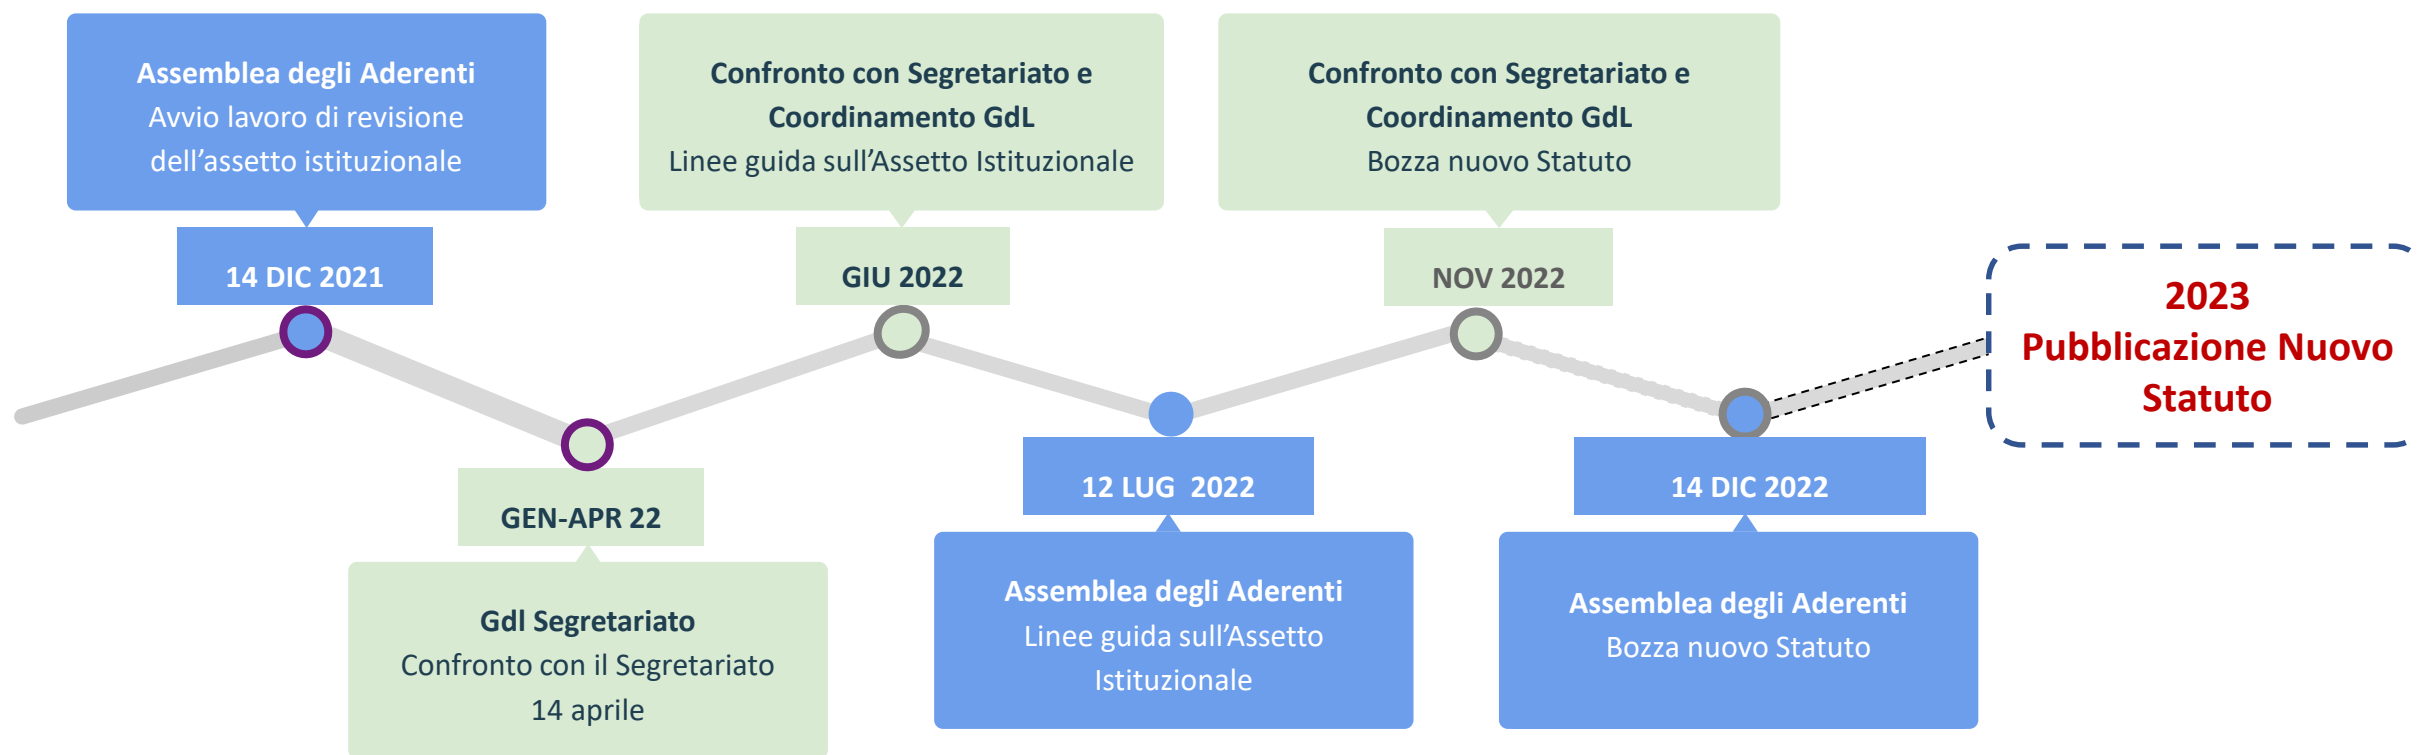 Assemblea degli Aderenti
Avvio lavoro di revisione
dell’assetto istituzionale
14 DIC 2021
GEN-APR 22
Gdl Segretariato
Confronto con il Segretariato
14 aprile
Confronto con Segretariato e
Coordinamento GdL
Linee guida sull’Assetto Istituzionale
GIU 2022
12 LUG  2022
Assemblea degli Aderenti
Linee guida sull’Assetto
Istituzionale
Confronto con Segretariato e
Coordinamento GdL
Bozza nuovo Statuto
NOV 2022
14 DIC 2022
Assemblea degli Aderenti
Bozza nuovo Statuto
2023
Pubblicazione Nuovo
Statuto